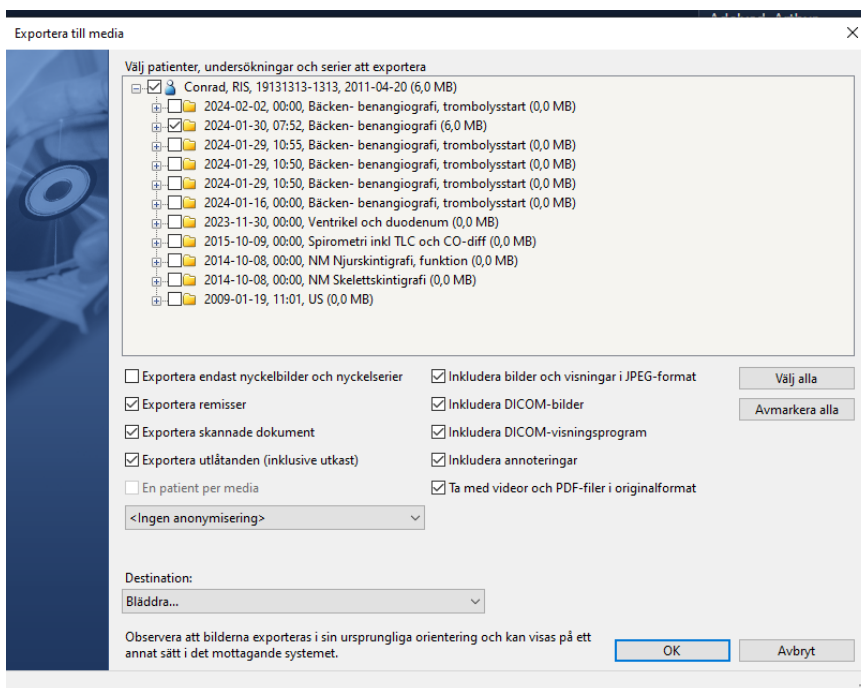 Exportera till media
Välj patienter, undersökningar och serier att exportera
Conrad, RIS, 19131313-1313, 2011-04-20 (6,0 MB)
2024-02-02, 00:00, Bäcken- benangiografi, trombolysstart (0,0 MB)
2024-01-30, 07:52, Bäcken- benangiografi (6,0 MB)
2024-01-29, 10:55, Bäcken- benangiografi, trombolysstart (0,0 MB)
2024-01-29, 10:50, Bäcken- benangiografi, trombolysstart (0,0 MB)
2024-01-29, 10:50, Bäcken- benangiografi, trombolysstart (0,0 MB)
2024-01-16, 00:00, Bäcken- benangiografi, trombolysstart (0,0 MB)
2023-11-30, 00:00, Ventrikel och duodenum (0,0 MB)
2015-10-09, 00:00, Spirometri inkl TLC och CO-diff (0,0 MB)
2014-10-08, 00:00, NM Njurskintigrafi, funktion (0,0 MB)
2014-10-08, 00:00, NM Skelettskintigrafi (0,0 MB)
2009-01-19, 11:01, US (0,0 MB)
Exportera endast nyckelbilder och nyckelserier
Exportera remisser
Exportera skannade dokument
Exportera utlåtanden (inklusive utkast)
En patient per media
<Ingen anonymisering>
Inkludera bilder och visningar i JPEG-format
Inkludera DICOM-bilder
Inkludera DICOM-visningsprogram
Inkludera annoteringar
Ta med videor och PDF-filer i originalformat
Välj alla
Avmarkera alla
Destination:
Bläddra...
Observera att bilderna exporteras i sin ursprungliga orientering och kan visas på ett
annat sätt i det mottagande systemet.
OK
Avbryt